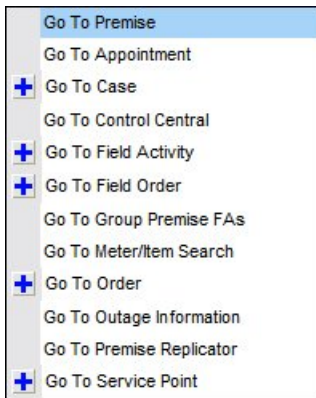 Go To Premise
Go To Appointment
Go To Case
Go To Control Central
Go To Field Activity
Go To Field Order
Go To Group Premise FAs
Go To Meter/Item Search
Go To Order
Go To Outage Information
Go To Premise Replicator
Go To Service Point